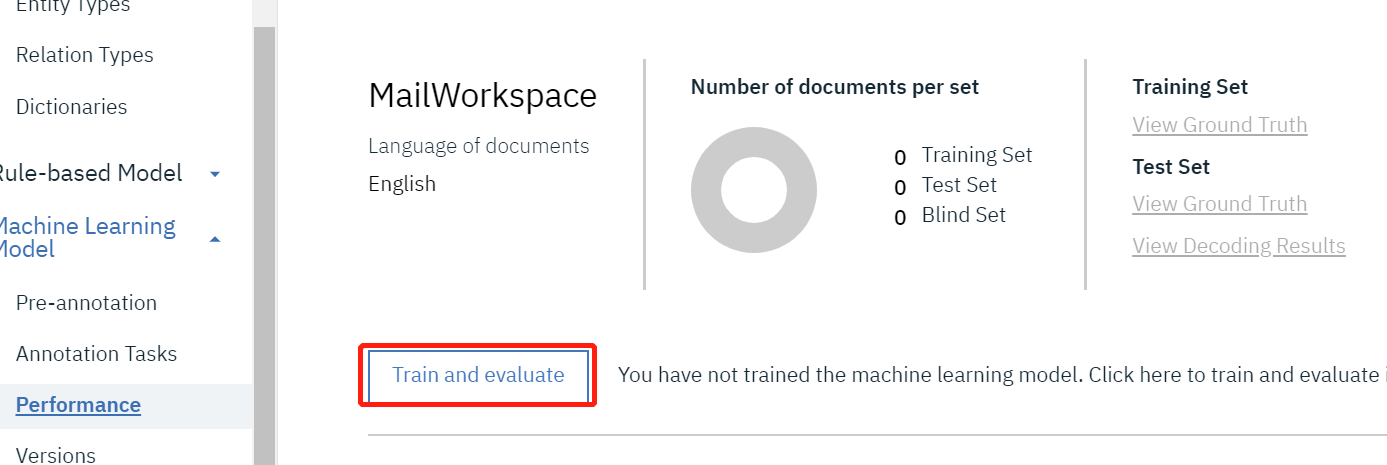 Entity Types
Relation Types
Dictionaries
Rule-based Model
Machine Learning
Model
Pre-annotation
Annotation Tasks
Performance
Versions
MailWorkspace
Language of documents
English
Number of documents per set
0 Training Set
0 Test Set
0 Blind Set
Training Set
View Ground Truth
Test Set
View Ground Truth
View Decoding Results
Train and evaluate
You have not trained the machine learning model. Click here to train and evaluate